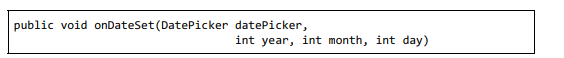 public void onDateSet(DatePicker datePicker,
                                 int year, int month, int day)